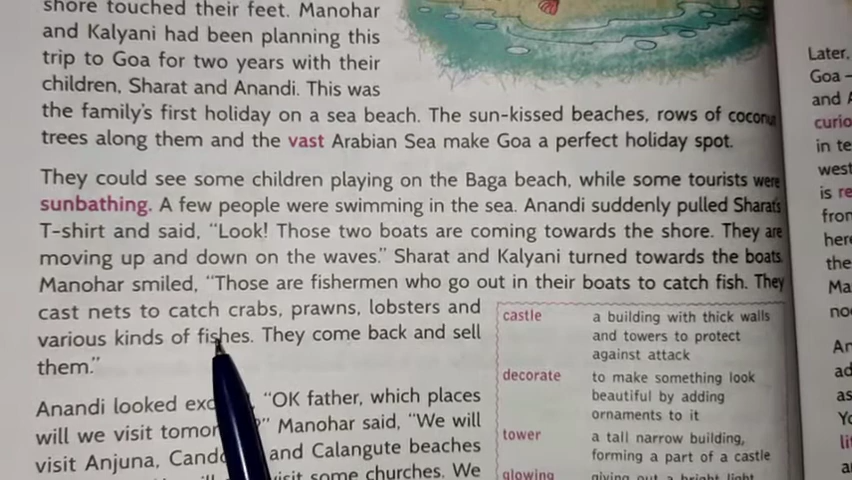 shore touched their feet. Manohar
and Kalyani had been planning this
trip to Goa for two years with their
children, Sharat and Anandi. This was
the family's first holiday on a sea beach. The sun-kissed beaches, rows of coconut
trees along them and the vast Arabian Sea make Goa a perfect holiday spot.
They could see some children playing on the Baga beach, while some tourists were
sunbathing. A few people were swimming in the sea. Anandi suddenly pulled Sharat's
T-shirt and said, "Look! Those two boats are coming towards the shore. They are
moving up and down on the waves." Sharat and Kalyani turned towards the boats.
Manohar smiled, "Those are fishermen who go out in their boats to catch fish. They
cast nets to catch crabs, prawns, lobsters and
various kinds of fishes. They come back and sell
them."
Anandi looked "OK father, which places
will we visit Manohar said, "We will
visit Anjuna, and Calangute beaches
some churches. We
castle a building with thick walls
and towers to protect
against attack
decorate to make something look
beautiful by adding
ornaments to it
tower a tall narrow building,
forming a part of a castle
glowing giving out a bright light
Later,
Goa –
and
in
is